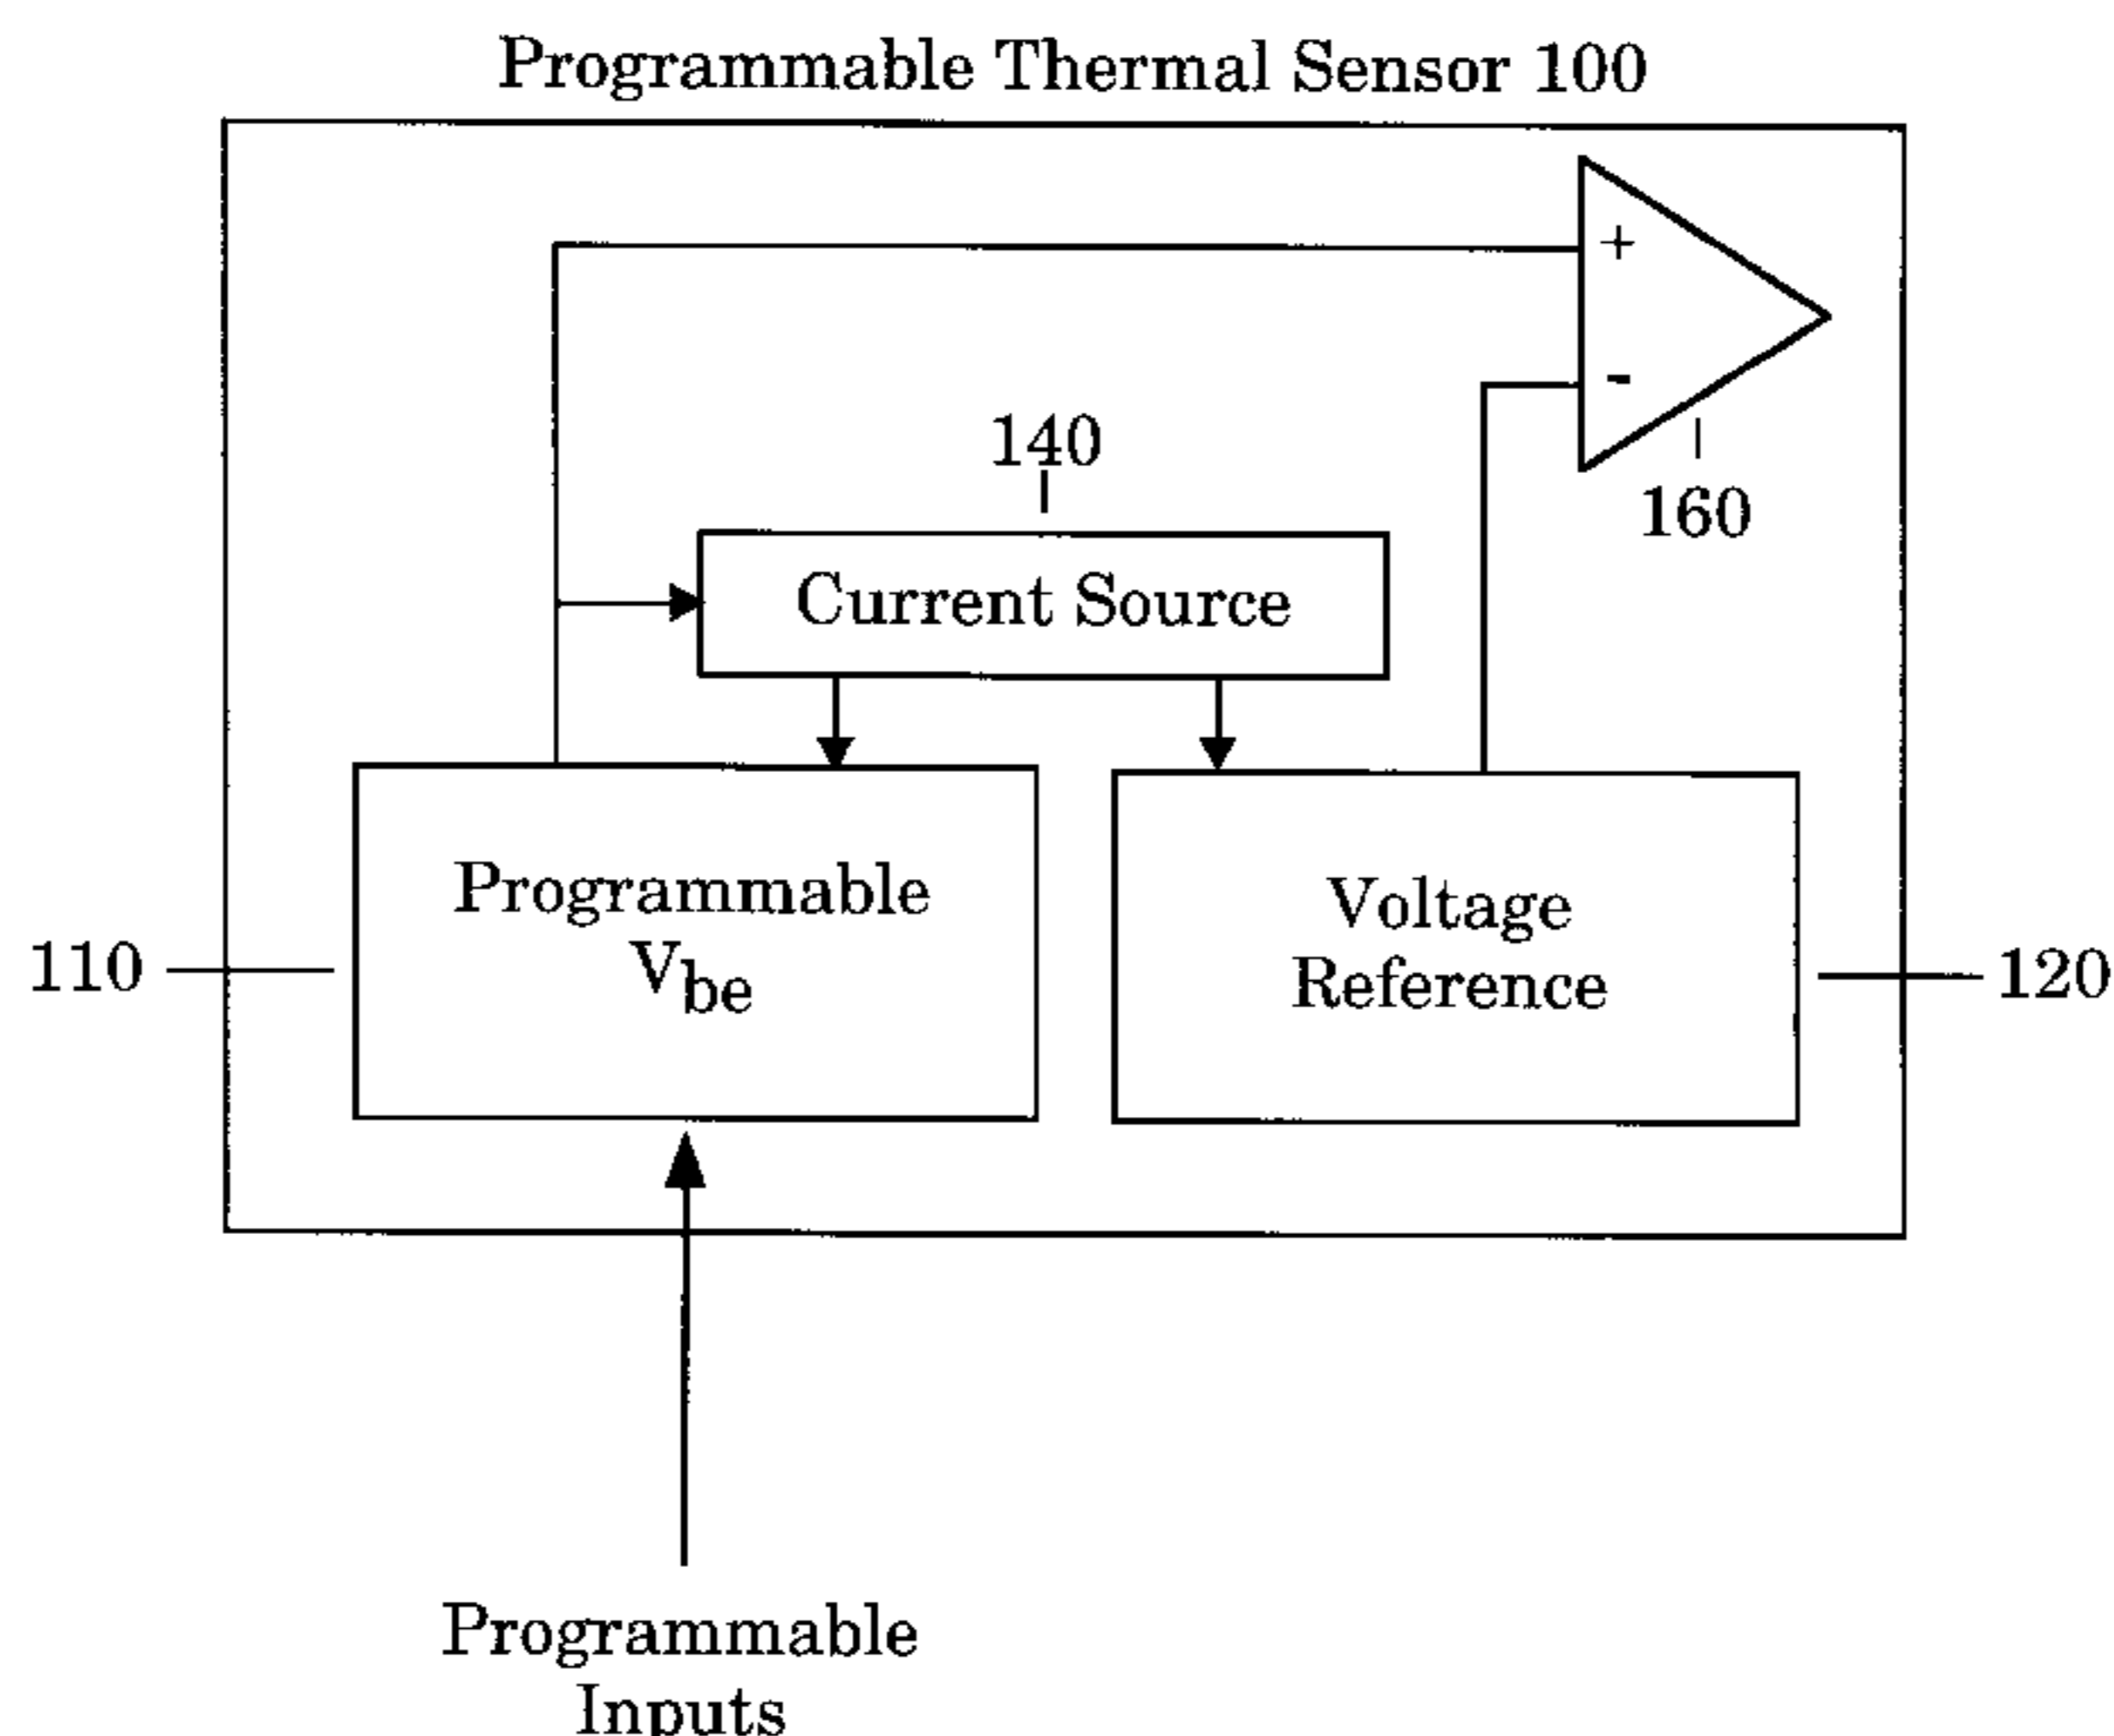 Programmable Thermal Sensor 100
+
-
140
160
Current Source
Programmable
Vbe
Voltage
Reference
110
120
Programmable
Inputs